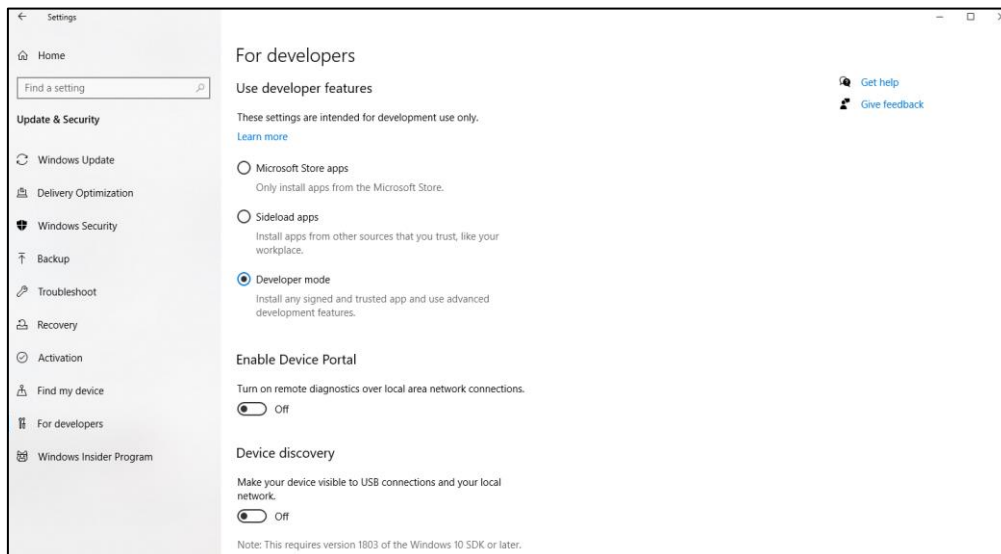 Settings
Home
Find a setting
Update & Security
Windows Update
Delivery Optimization
Windows Security
Backup
Troubleshoot
Recovery
Activation
Find my device
For developers
Windows Insider Program
For developers
Use developer features
These settings are intended for development use only.
Learn more
Microsoft Store apps
Only install apps from the Microsoft Store.
Sideload apps
Install apps from other sources that you trust, like your
workplace.
Developer mode
Install any signed and trusted app and use advanced
development features.
Enable Device Portal
Turn on remote diagnostics over local area network connections.
Off
Device discovery
Make your device visible to USB connections and your local
network.
Off
Note: This requires version 1803 of the Windows 10 SDK or later.
Get help
Give feedback